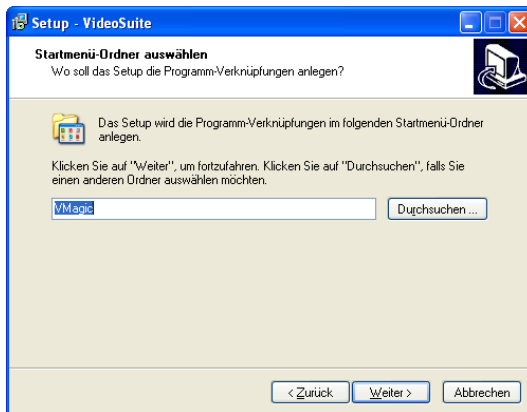 Setup - VideoSuite
Startmenü-Ordner auswählen
Wo soll das Setup die Programm-Verknüpfungen anlegen?
Das Setup wird die Programm-Verknüpfungen im folgenden Startmenü-Ordner
anlegen.
Klicken Sie auf "Weiter", um fortzufahren. Klicken Sie auf "Durchsuchen", falls Sie
einen anderen Ordner auswählen möchten.
VMagic
Durchsuchen ...
< Zurück
Weiter >
Abbrechen